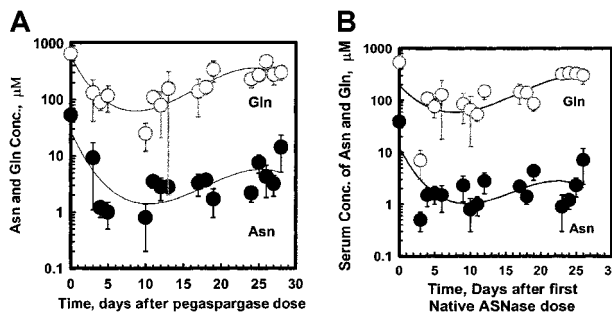 A
Asn and Gln Conc., µM
1000
100
10
1
0.1
Gln
Asn
0 5 10 15 20 25 30
Time, days after pegaspargase dose
B
Serum Conc. of Asn and Gln, µM
1000
100
10
1
0.1
Gln
Asn
0 5 10 15 20 25 3
Time, Days after first
Native ASNase dose